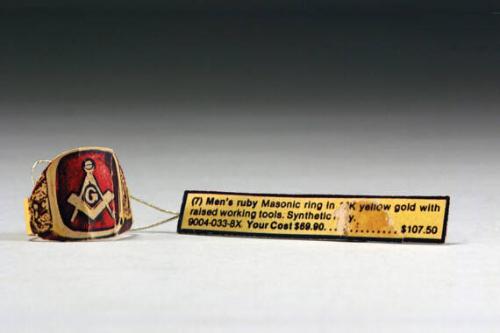 G
(7) Men's ruby Masonic ring in K yellow gold with
raised working tools. Synthetic y.
9004-033-8X Your Cost $69.90. . . . . . . . . . . . $107.50